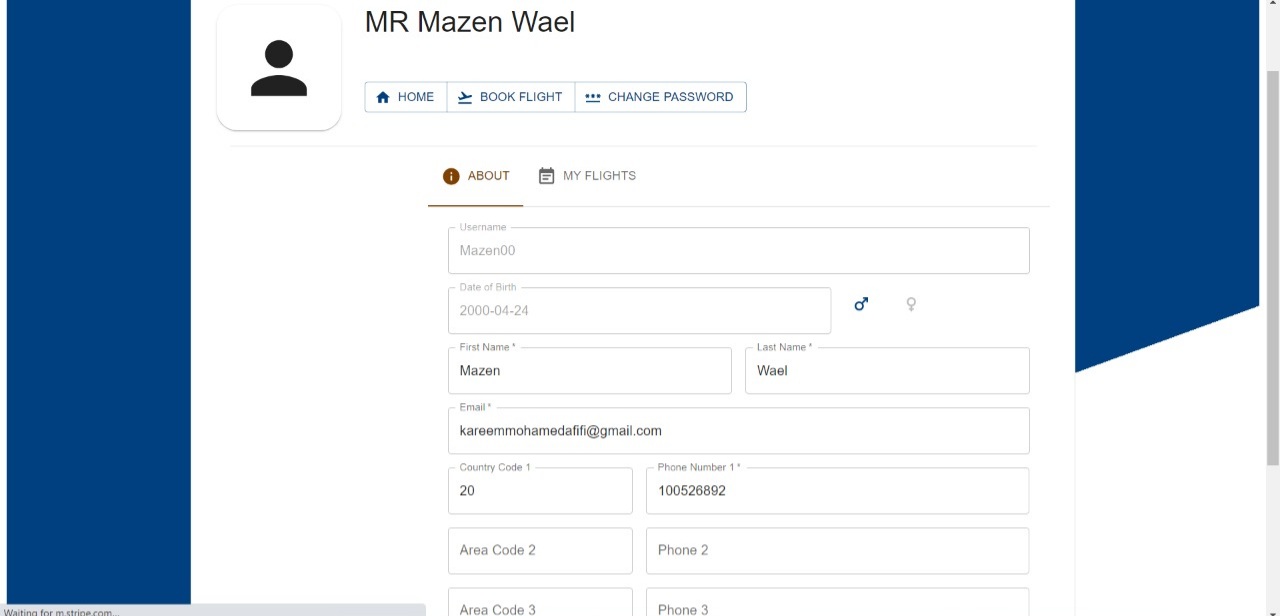 MR Mazen Wael
HOME BOOK FLIGHT CHANGE PASSWORD
ABOUT MY FLIGHTS
Username
Mazen00
Date of Birth
2000-04-24
First Name * Last Name *
Mazen Wael
Email *
kareemmohamedafifi@gmail.com
Country Code 1 Phone Number 1 *
20 100526892
Area Code 2 Phone 2
Area Code 3 Phone 3
Waiting for m.stripe.com...